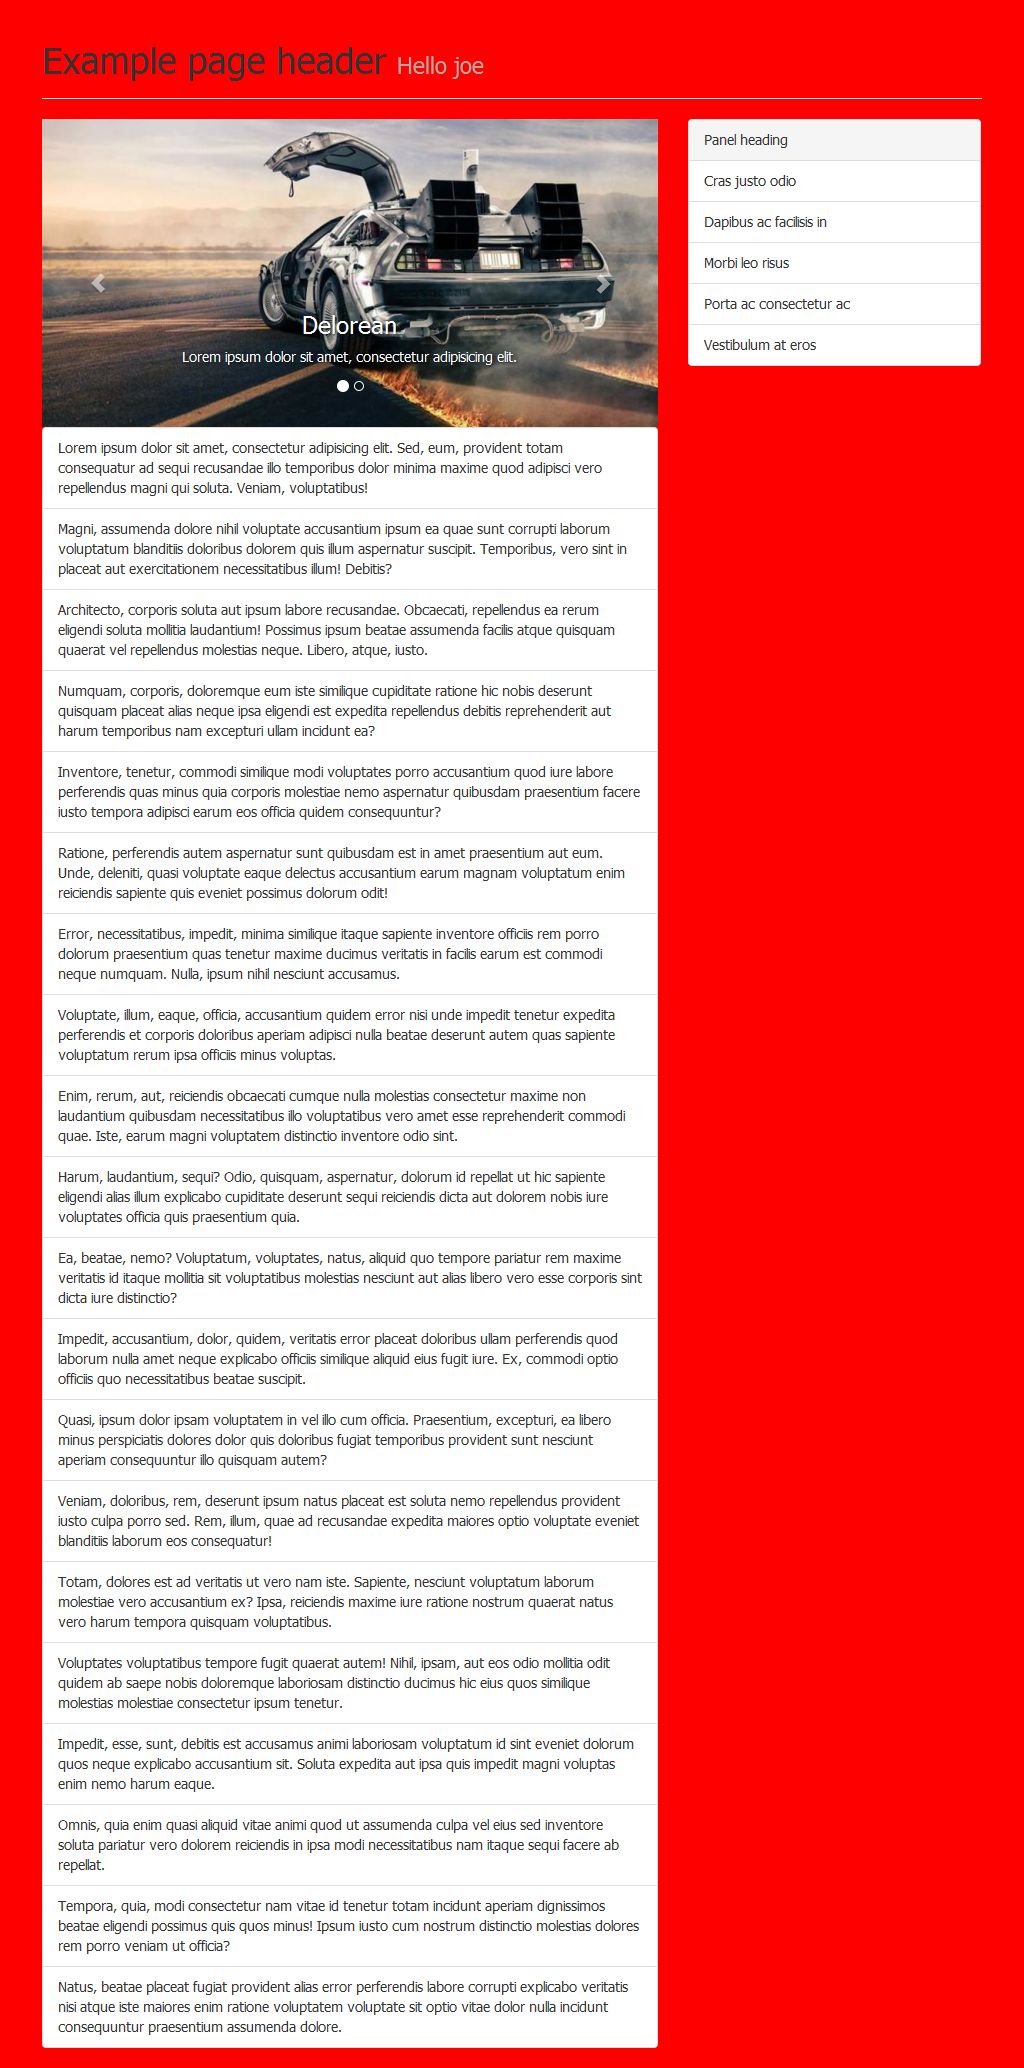 Example page header Hello joe
Delorean
Lorem ipsum dolor sit amet, consectetur adipisicing elit.
Lorem ipsum dolor sit amet, consectetur adipisicing elit. Sed, eum, provident totam
consequatur ad sequi recusandae illo temporibus dolor minima maxime quod adipisci vero
repellendus magni qui soluta. Veniam, voluptatibus!
Magni, assumenda dolore nihil voluptate accusantium ipsum ea quae sunt corrupti laborum
voluptatum blanditiis doloribus dolorem quis illum aspernatur suscipit. Temporibus, vero sint in
placeat aut exercitationem necessitatibus illum! Debitis?
Architecto, corporis soluta aut ipsum labore recusandae. Obcaecati, repellendus ea rerum
eligendi soluta mollitia laudantium! Possimus ipsum beatae assumenda facilis atque quisquam
quaerat vel repellendus molestias neque. Libero, atque, iusto.
Numquam, corporis, doloremque eum iste similique cupiditate ratione hic nobis deserunt
quisquam placeat alias neque ipsa eligendi est expedita repellendus debitis reprehenderit aut
harum temporibus nam excepturi ullam incidunt ea?
Inventore, tenetur, commodi similique modi voluptates porro accusantium quod iure labore
perferendis quas minus quia corporis molestiae nemo aspernatur quibusdam praesentium facere
iusto tempora adipisci earum eos officia quidem consequuntur?
Ratione, perferendis autem aspernatur sunt quibusdam est in amet praesentium aut eum.
Unde, deleniti, quasi voluptate eaque delectus accusantium earum magnam voluptatum enim
reiciendis sapiente quis eveniet possimus dolorum odit!
Error, necessitatibus, impedit, minima similique itaque sapiente inventore officiis rem porro
dolorum praesentium quas tenetur maxime ducimus veritatis in facilis earum est commodi
neque numquam. Nulla, ipsum nihil nesciunt accusamus.
Voluptate, illum, eaque, officia, accusantium quidem error nisi unde impedit tenetur expedita
perferendis et corporis doloribus aperiam adipisci nulla beatae deserunt autem quas sapiente
voluptatum rerum ipsa officiis minus voluptas.
Enim, rerum, aut, reiciendis obcaecati cumque nulla molestias consectetur maxime non
laudantium quibusdam necessitatibus illo voluptatibus vero amet esse reprehenderit commodi
quae. Iste, earum magni voluptatem distinctio inventore odio sint.
Harum, laudantium, sequi? Odio, quisquam, aspernatur, dolorum id repellat ut hic sapiente
eligendi alias illum explicabo cupiditate deserunt sequi reiciendis dicta aut dolorem nobis iure
voluptates officia quis praesentium quia.
Ea, beatae, nemo? Voluptatum, voluptates, natus, aliquid quo tempore pariatur rem maxime
veritatis id itaque mollitia sit voluptatibus molestias nesciunt aut alias libero vero esse corporis sint
dicta iure distinctio?
Impedit, accusantium, dolor, quidem, veritatis error placeat doloribus ullam perferendis quod
laborum nulla amet neque explicabo officiis similique aliquid eius fugit iure. Ex, commodi optio
officiis quo necessitatibus beatae suscipit.
Quasi, ipsum dolor ipsam voluptatem in vel illo cum officia. Praesentium, excepturi, ea libero
minus perspiciatis dolores dolor quis doloribus fugiat temporibus provident sunt nesciunt
aperiam consequuntur illo quisquam autem?
Veniam, doloribus, rem, deserunt ipsum natus placeat est soluta nemo repellendus provident
iusto culpa porro sed. Rem, illum, quae ad recusandae expedita maiores optio voluptate eveniet
blanditiis laborum eos consequatur!
Totam, dolores est ad veritatis ut vero nam iste. Sapiente, nesciunt voluptatum laborum
molestiae vero accusantium ex? Ipsa, reiciendis maxime iure ratione nostrum quaerat natus
vero harum tempora quisquam voluptatibus.
Voluptates voluptatibus tempore fugit quaerat autem! Nihil, ipsam, aut eos odio mollitia odit
quidem ab saepe nobis doloremque laboriosam distinctio ducimus hic eius quos similique
molestias molestiae consectetur ipsum tenetur.
Impedit, esse, sunt, debitis est accusamus animi laboriosam voluptatum id sint eveniet dolorum
quos neque explicabo accusantium sit. Soluta expedita aut ipsa quis impedit magni voluptas
enim nemo harum eaque.
Omnis, quia enim quasi aliquid vitae animi quod ut assumenda culpa vel eius sed inventore
soluta pariatur vero dolorem reiciendis in ipsa modi necessitatibus nam itaque sequi facere ab
repellat.
Tempora, quia, modi consectetur nam vitae id tenetur totam incidunt aperiam dignissimos
beatae eligendi possimus quis quos minus! Ipsum iusto cum nostrum distinctio molestias dolores
rem porro veniam ut officia?
Natus, beatae placeat fugiat provident alias error perferendis labore corrupti explicabo veritatis
nisi atque iste maiores enim ratione voluptatem voluptate sit optio vitae dolor nulla incidunt
consequuntur praesentium assumenda dolore.
Panel heading
Cras justo odio
Dapibus ac facilisis in
Morbi leo risus
Porta ac consectetur ac
Vestibulum at eros